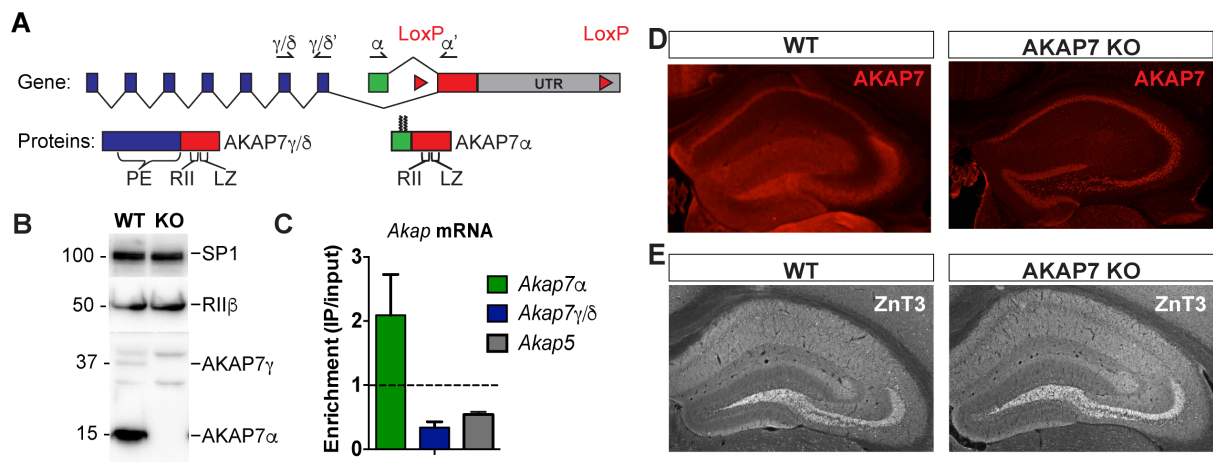 A
γ/δ γ/δ' α LoxP α' LoxP
Gene: UTR
Proteins: AKAP7γ/δ AKAP7α
PE RII LZ RII LZ
B
WT KO
100 - -SP1
50 - -RIIβ
37 - -AKAP7γ
15 - -AKAP7α
C
Akap mRNA
Enrichment (IP/input)
3
2
1
0
Akap7α
Akap7γ/δ
Akap5
D
WT AKAP7 KO
AKAP7 AKAP7
E
WT AKAP7 KO
ZnT3 ZnT3